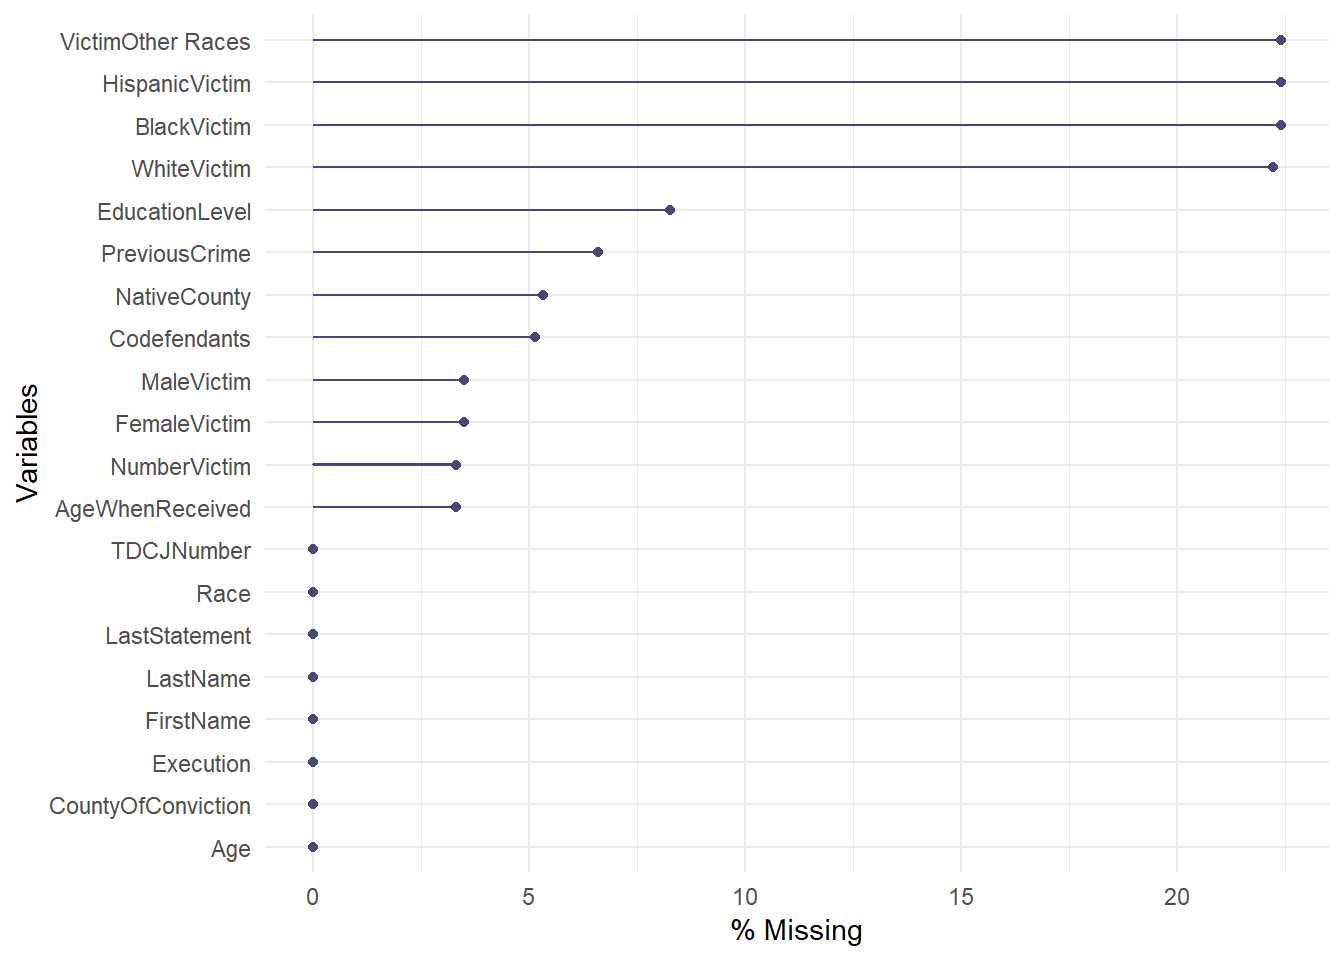 VictimOther Races
HispanicVictim
BlackVictim
WhiteVictim
EducationLevel
PreviousCrime
NativeCounty
Codefendants
MaleVictim
FemaleVictim
NumberVictim
AgeWhenReceived
TDCJNumber
Race
LastStatement
LastName
FirstName
Execution
CountyOfConviction
Age
Variables
0 5 10 15 20
% Missing